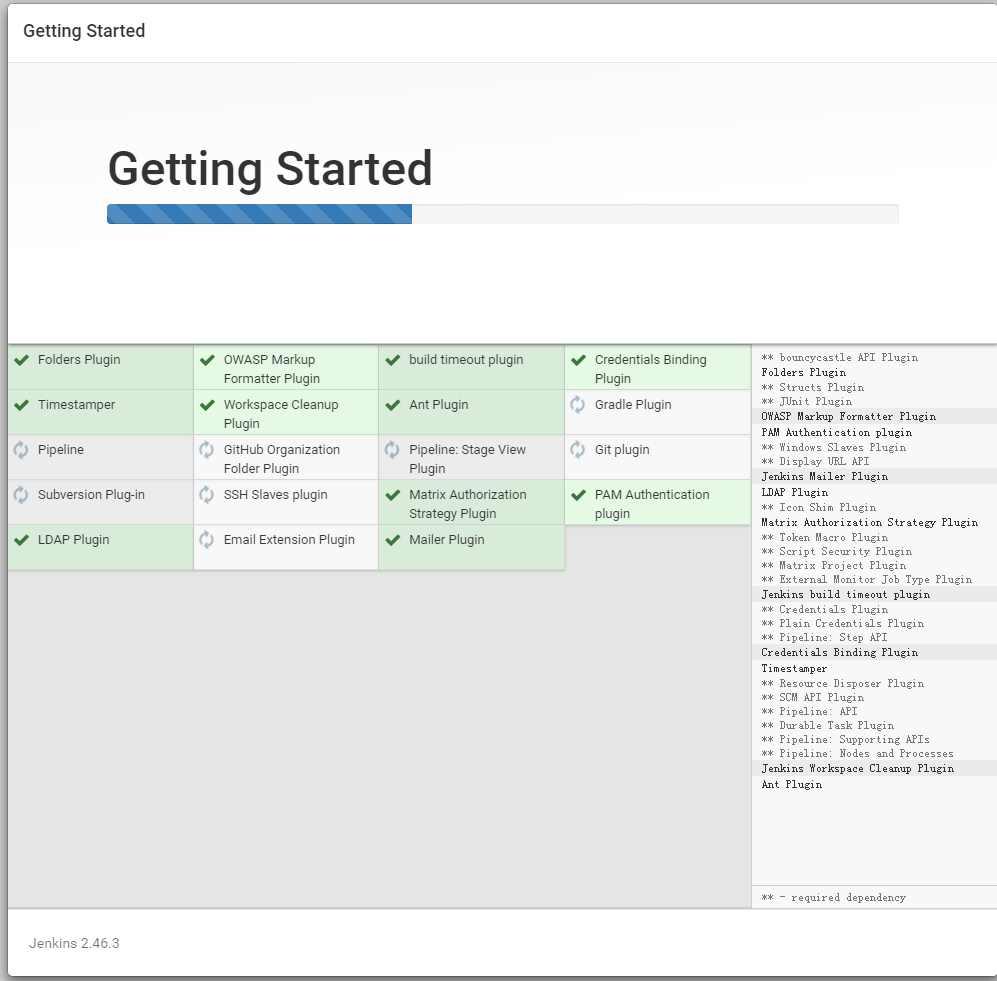 Getting Started
Getting Started
Folders Plugin
OWASP Markup
Formatter Plugin
build timeout plugin
Credentials Binding
Plugin
Timestamper
Workspace Cleanup
Plugin
Ant Plugin
Gradle Plugin
Pipeline
GitHub Organization
Folder Plugin
Pipeline: Stage View
Plugin
Git plugin
Subversion Plug-in
SSH Slaves plugin
Matrix Authorization
Strategy Plugin
PAM Authentication
plugin
LDAP Plugin
Email Extension Plugin
Mailer Plugin
** bouncycastle API Plugin
Folders Plugin
** Structs Plugin
** JUnit Plugin
OWASP Markup Formatter Plugin
PAM Authentication plugin
** Windows Slaves Plugin
** Display URL API
Jenkins Mailer Plugin
LDAP Plugin
** Icon Shim Plugin
Matrix Authorization Strategy Plugin
** Token Macro Plugin
** Script Security Plugin
** Matrix Project Plugin
** External Monitor Job Type Plugin
Jenkins build timeout plugin
** Credentials Plugin
** Plain Credentials Plugin
** Pipeline: Step API
Credentials Binding Plugin
Timestamper
** Resource Disposer Plugin
** SCM API Plugin
** Pipeline: API
** Durable Task Plugin
** Pipeline: Supporting APIs
** Pipeline: Nodes and Processes
Jenkins Workspace Cleanup Plugin
Ant Plugin
** - required dependency
Jenkins 2.46.3